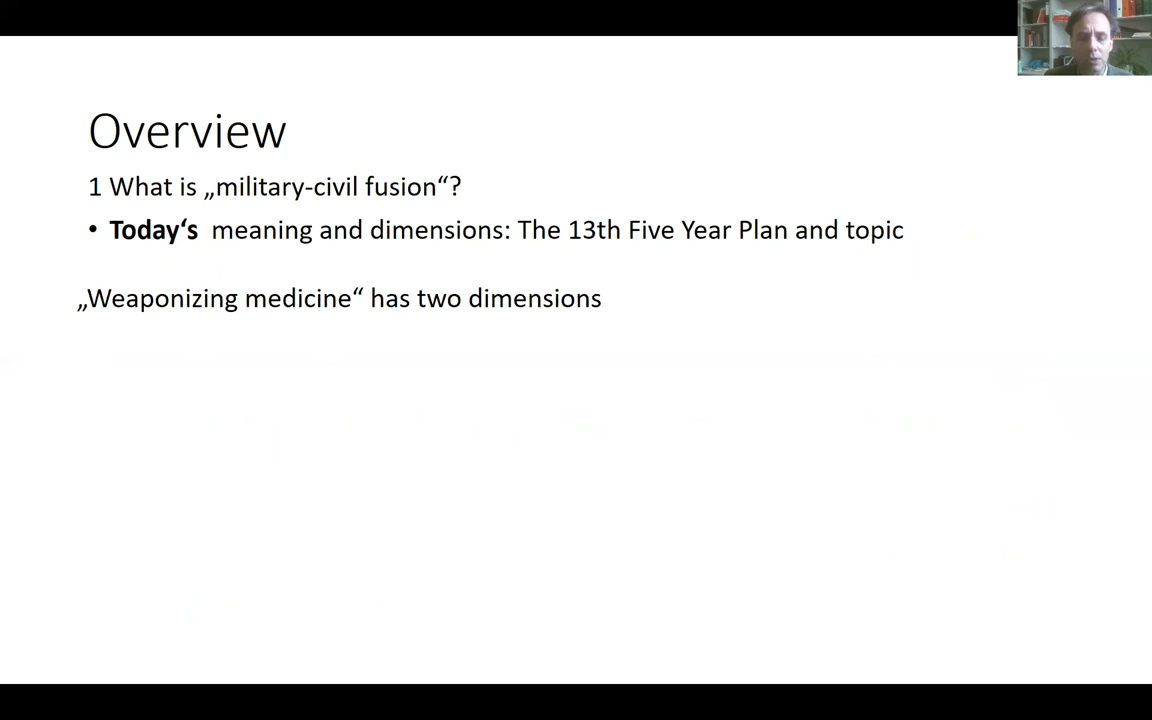 Overview
1 What is „military-civil fusion“?
• Today‘s meaning and dimensions: The 13th Five Year Plan and topic
„Weaponizing medicine“ has two dimensions